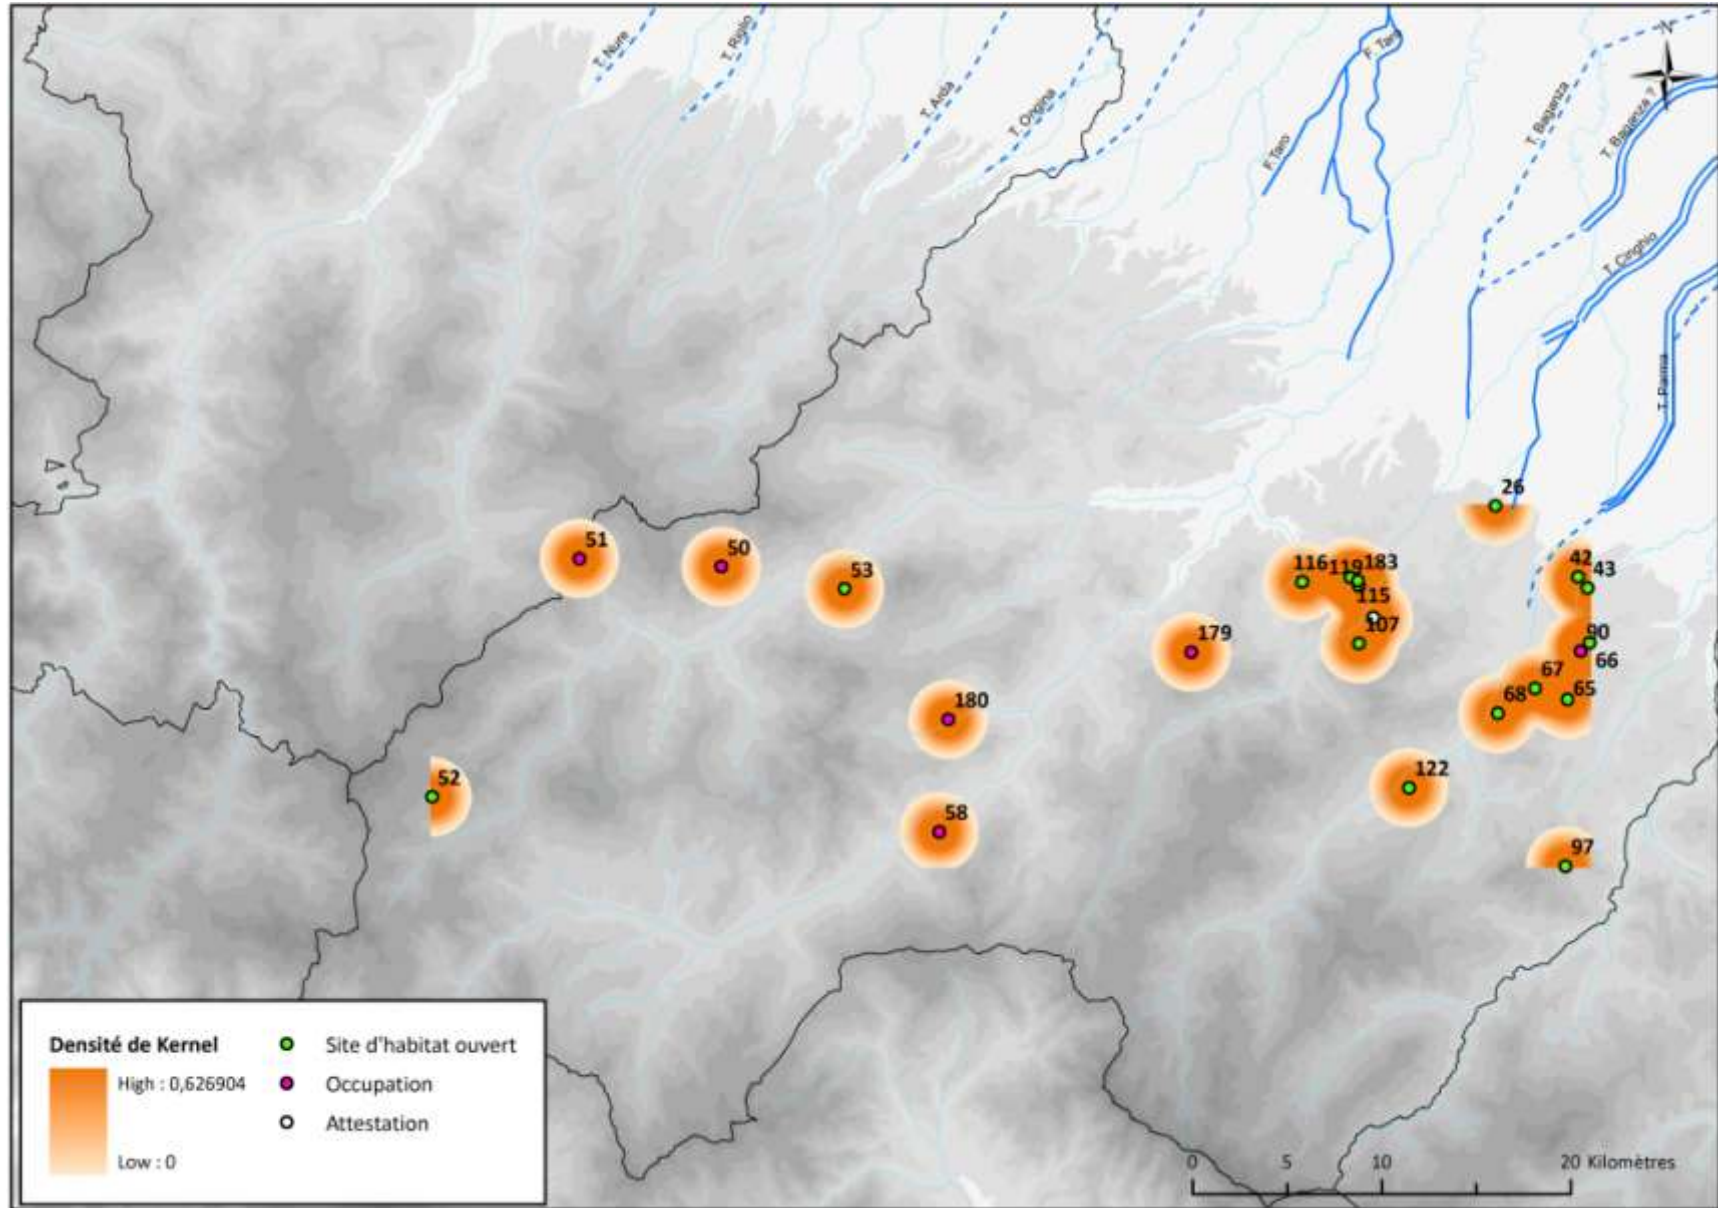 T. Nure
T. Riglio
T. Arda
T. Ongina
F. Taro
F. Taro
T. Baganza
T. Baganza ?
N
T. Cinghio
T. Parma
26
51
50
53
116
119
183
115
107
42
43
179
90
66
67
65
68
180
52
58
122
97
Densité de Kernel
High : 0,626904
Low : 0
Site d'habitat ouvert
Occupation
Attestation
0 5 10 20 Kilomètres